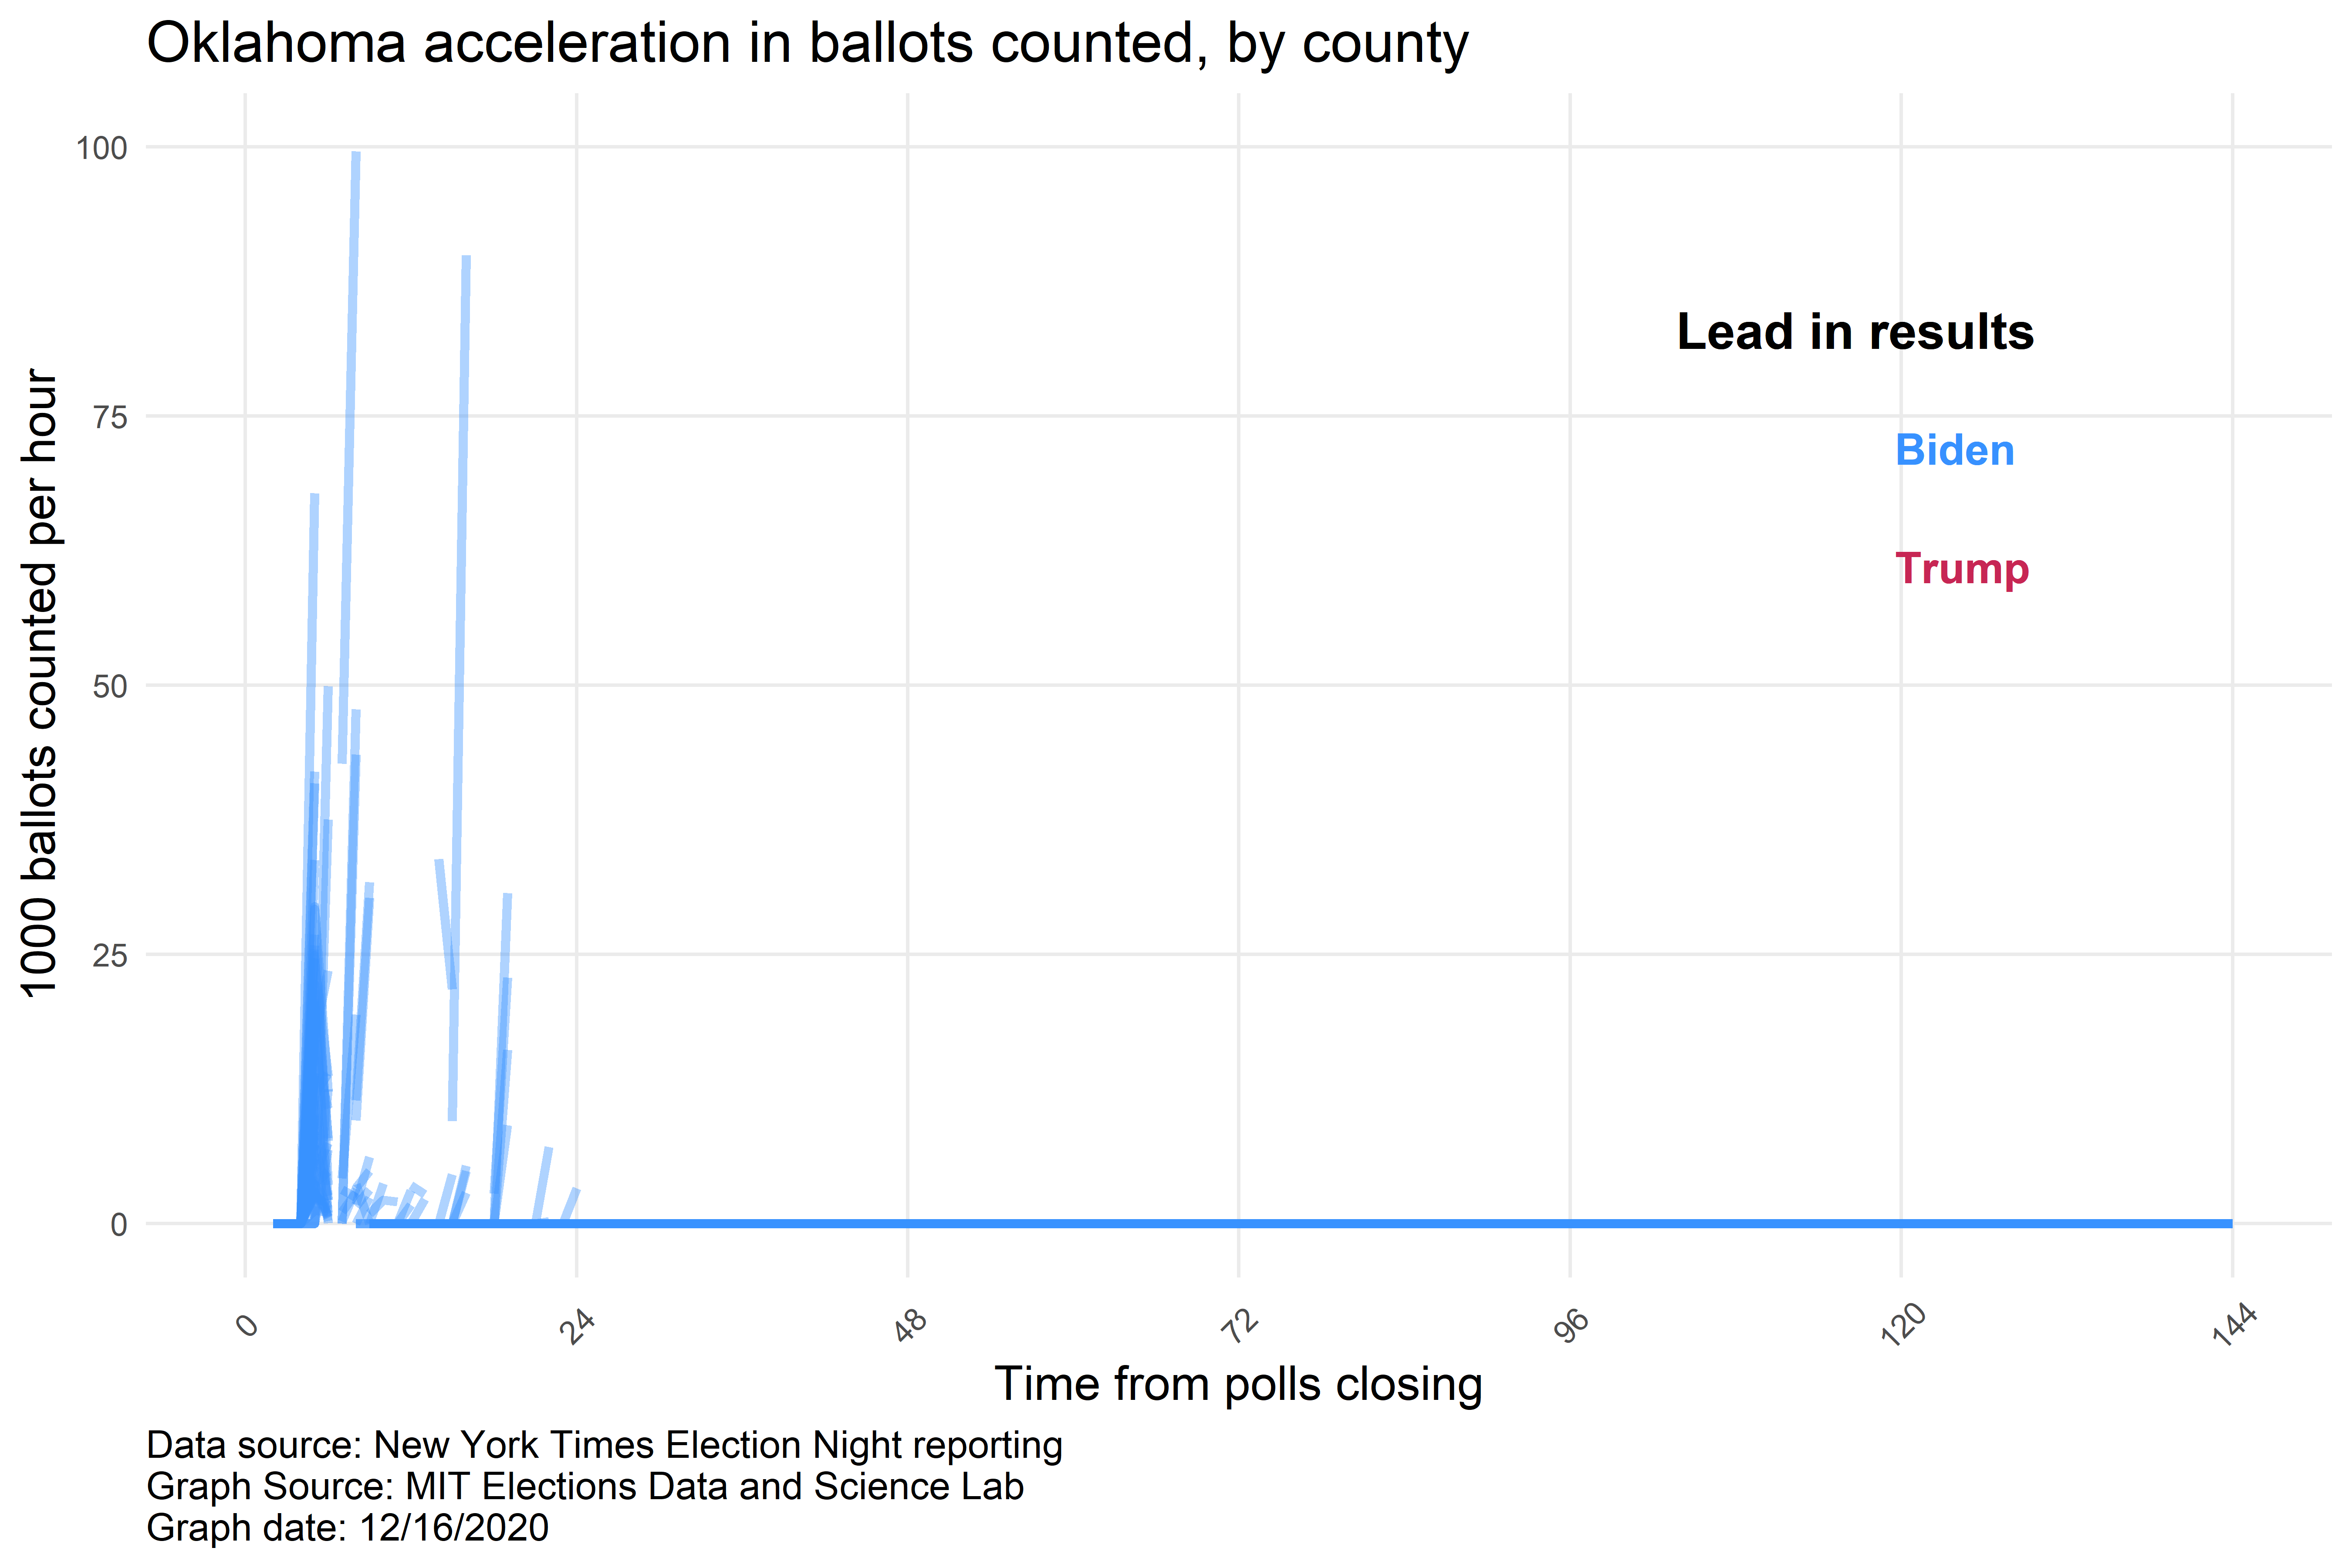 Oklahoma acceleration in ballots counted, by county
1000 ballots counted per hour
100
75
50
25
0
Lead in results
Biden
Trump
0 24 48 72 96 120 144
Time from polls closing
Data source: New York Times Election Night reporting
Graph Source: MIT Elections Data and Science Lab
Graph date: 12/16/2020